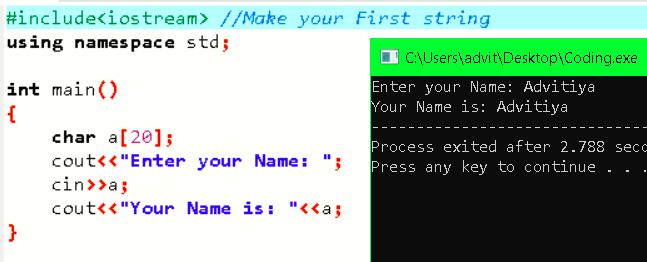 #include<iostream> //Make your First string
using namespace std;
int main()
{
char a[20];
cout<<"Enter your Name: ";
cin>>a;
cout<<"Your Name is: "<<a;
}
C:\Users\advit\Desktop\Coding.exe
Enter your Name: Advitiya
Your Name is: Advitiya
--------------------------------
Process exited after 2.788 seco
Press any key to continue . . .